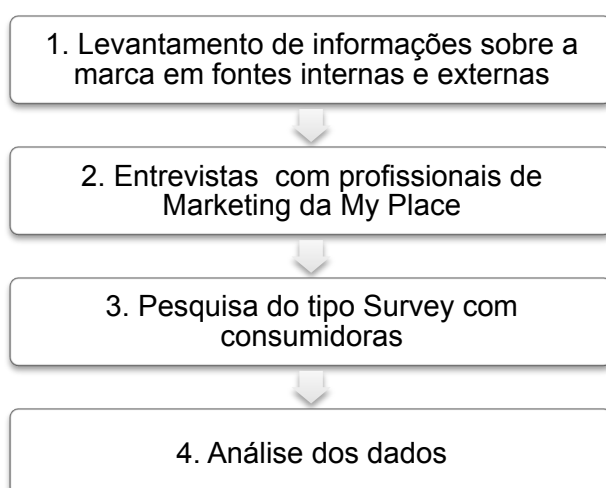 1. Levantamento de informações sobre a
marca em fontes internas e externas
2. Entrevistas com profissionais de
Marketing da My Place
3. Pesquisa do tipo Survey com
consumidoras
4. Análise dos dados